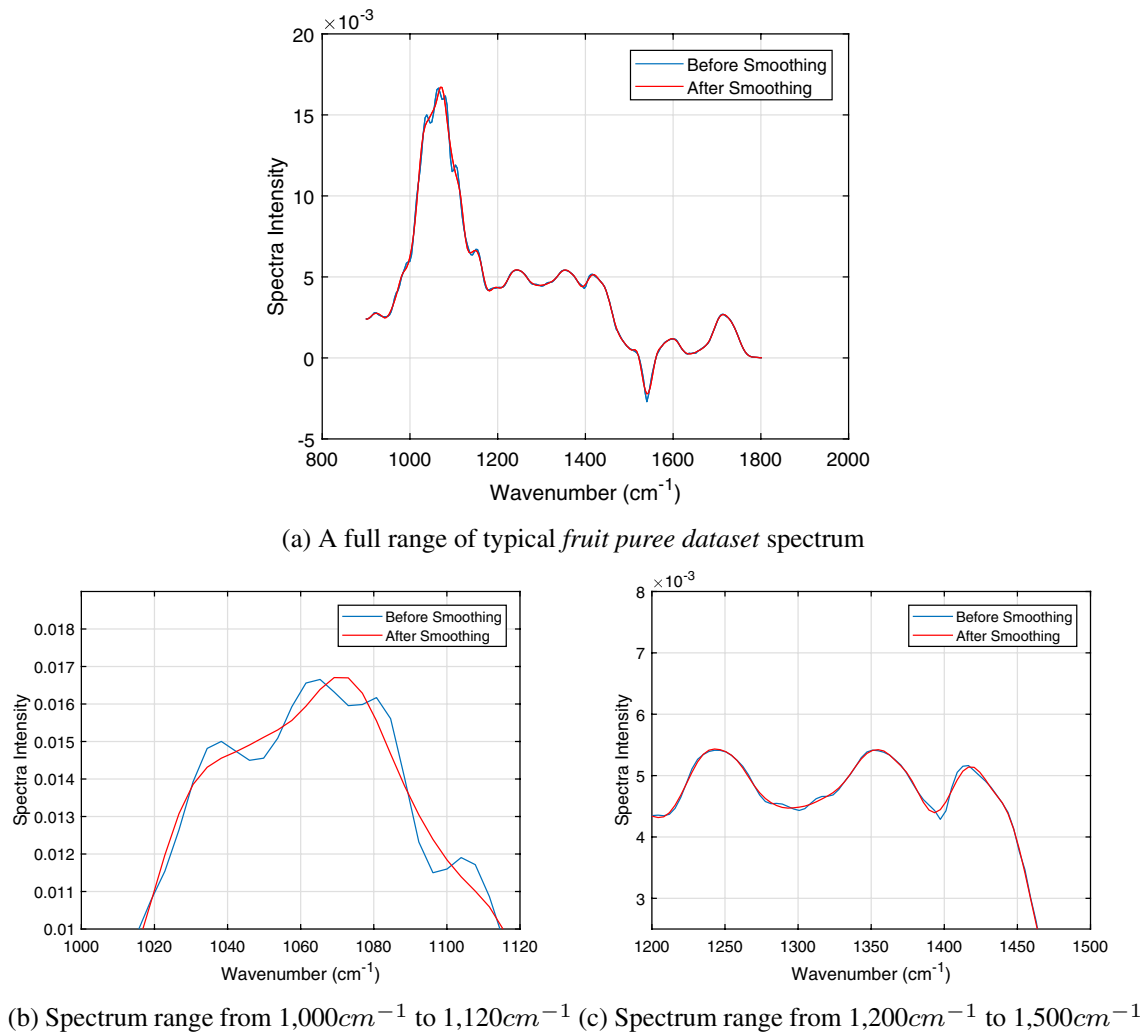 ×10⁻³
20
15
10
5
0
-5
800 1000 1200 1400 1600 1800 2000
Spectra Intensity
Wavenumber (cm⁻¹)
Before Smoothing
After Smoothing
(a) A full range of typical fruit puree dataset spectrum
0.018
0.017
0.016
0.015
0.014
0.013
0.012
0.011
0.01
1000 1020 1040 1060 1080 1100 1120
Spectra Intensity
Wavenumber (cm⁻¹)
Before Smoothing
After Smoothing
×10⁻³
8
7
6
5
4
3
1200 1250 1300 1350 1400 1450 1500
Spectra Intensity
Wavenumber (cm⁻¹)
Before Smoothing
After Smoothing
(b) Spectrum range from 1,000cm⁻¹ to 1,120cm⁻¹ (c) Spectrum range from 1,200cm⁻¹ to 1,500cm⁻¹